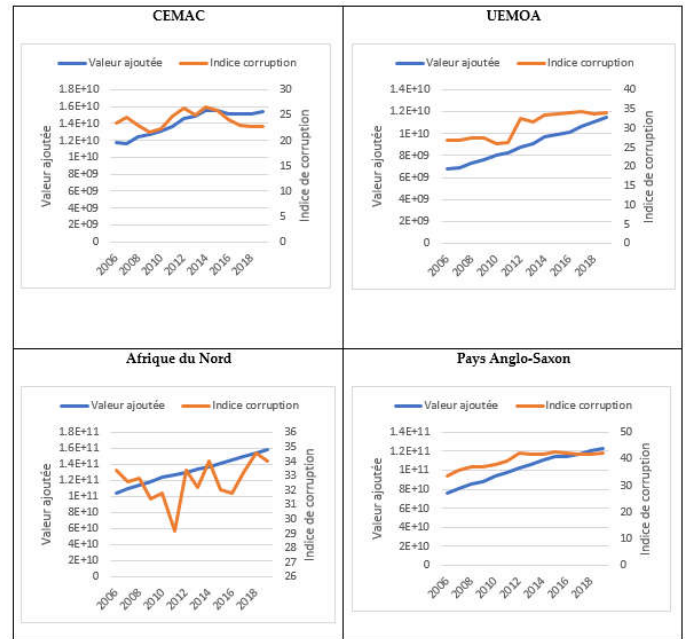 CEMAC
Valeur ajoutée Indice corruption
1.8E+10
1.6E+10
1.4E+10
1.2E+10
1E+10
8E+09
6E+09
4E+09
2E+09
0
30
25
20
15
10
5
0
Valeur ajoutée
Indice de corruption
2006
2008
2010
2012
2014
2016
2018
UEMOA
Valeur ajoutée Indice corruption
1.4E+10
1.2E+10
1E+10
8E+09
6E+09
4E+09
2E+09
0
40
35
30
25
20
15
10
5
0
Valeur ajoutée
Indice de corruption
2006
2008
2010
2012
2014
2016
2018
Afrique du Nord
Valeur ajoutée Indice corruption
1.8E+11
1.6E+11
1.4E+11
1.2E+11
1E+11
8E+10
6E+10
4E+10
2E+10
0
36
35
34
33
32
31
30
29
28
27
26
Valeur ajoutée
Indice de corruption
2006
2008
2010
2012
2014
2016
2018
Pays Anglo-Saxon
Valeur ajoutée Indice corruption
1.4E+11
1.2E+11
1E+11
8E+10
6E+10
4E+10
2E+10
0
50
40
30
20
10
0
Valeur ajoutée
Indice de corruption
2006
2008
2010
2012
2014
2016
2018